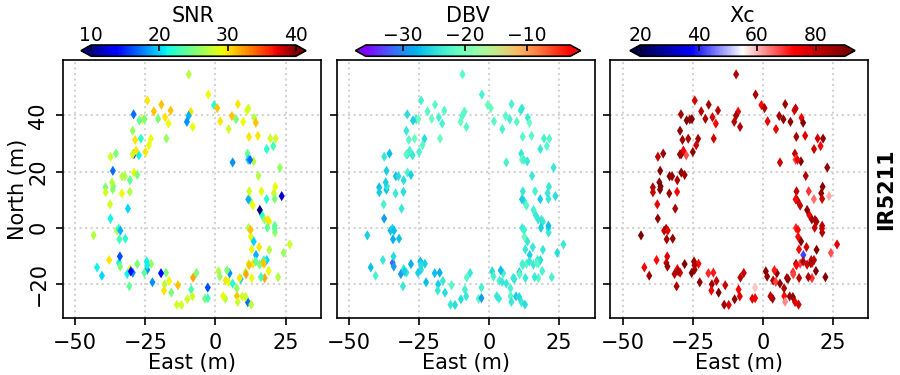 SNR DBV Xc
10 20 30 40 −30 −20 −10 20 40 60 80
North (m)
40
20
0
−20
−50 −25 0 25 −50 −25 0 25 −50 −25 0 25
East (m) East (m) East (m)
IR5211